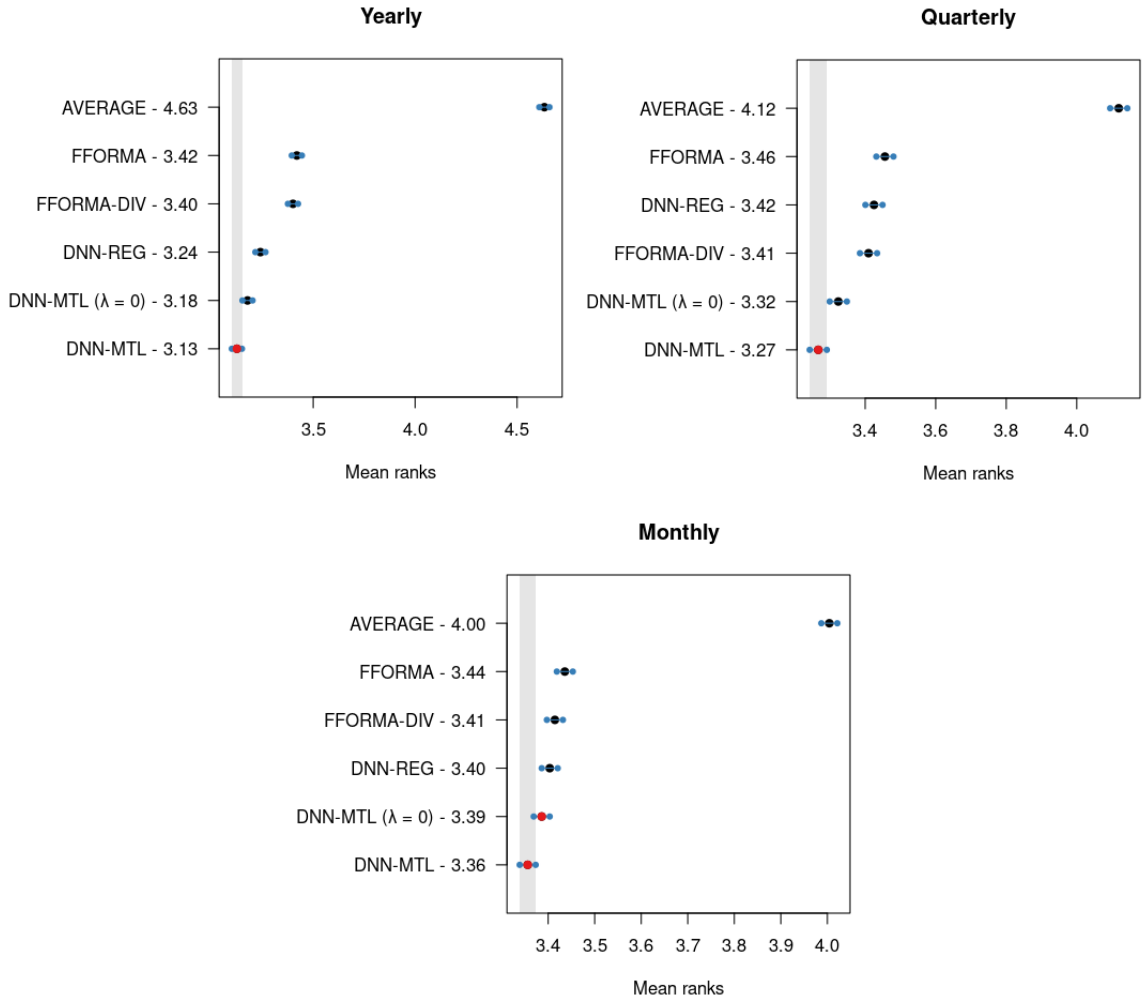 Yearly
AVERAGE - 4.63
FFORMA - 3.42
FFORMA-DIV - 3.40
DNN-REG - 3.24
DNN-MTL (λ = 0) - 3.18
DNN-MTL - 3.13
3.5 4.0 4.5
Mean ranks
Quarterly
AVERAGE - 4.12
FFORMA - 3.46
DNN-REG - 3.42
FFORMA-DIV - 3.41
DNN-MTL (λ = 0) - 3.32
DNN-MTL - 3.27
3.4 3.6 3.8 4.0
Mean ranks
Monthly
AVERAGE - 4.00
FFORMA - 3.44
FFORMA-DIV - 3.41
DNN-REG - 3.40
DNN-MTL (λ = 0) - 3.39
DNN-MTL - 3.36
3.4 3.5 3.6 3.7 3.8 3.9 4.0
Mean ranks